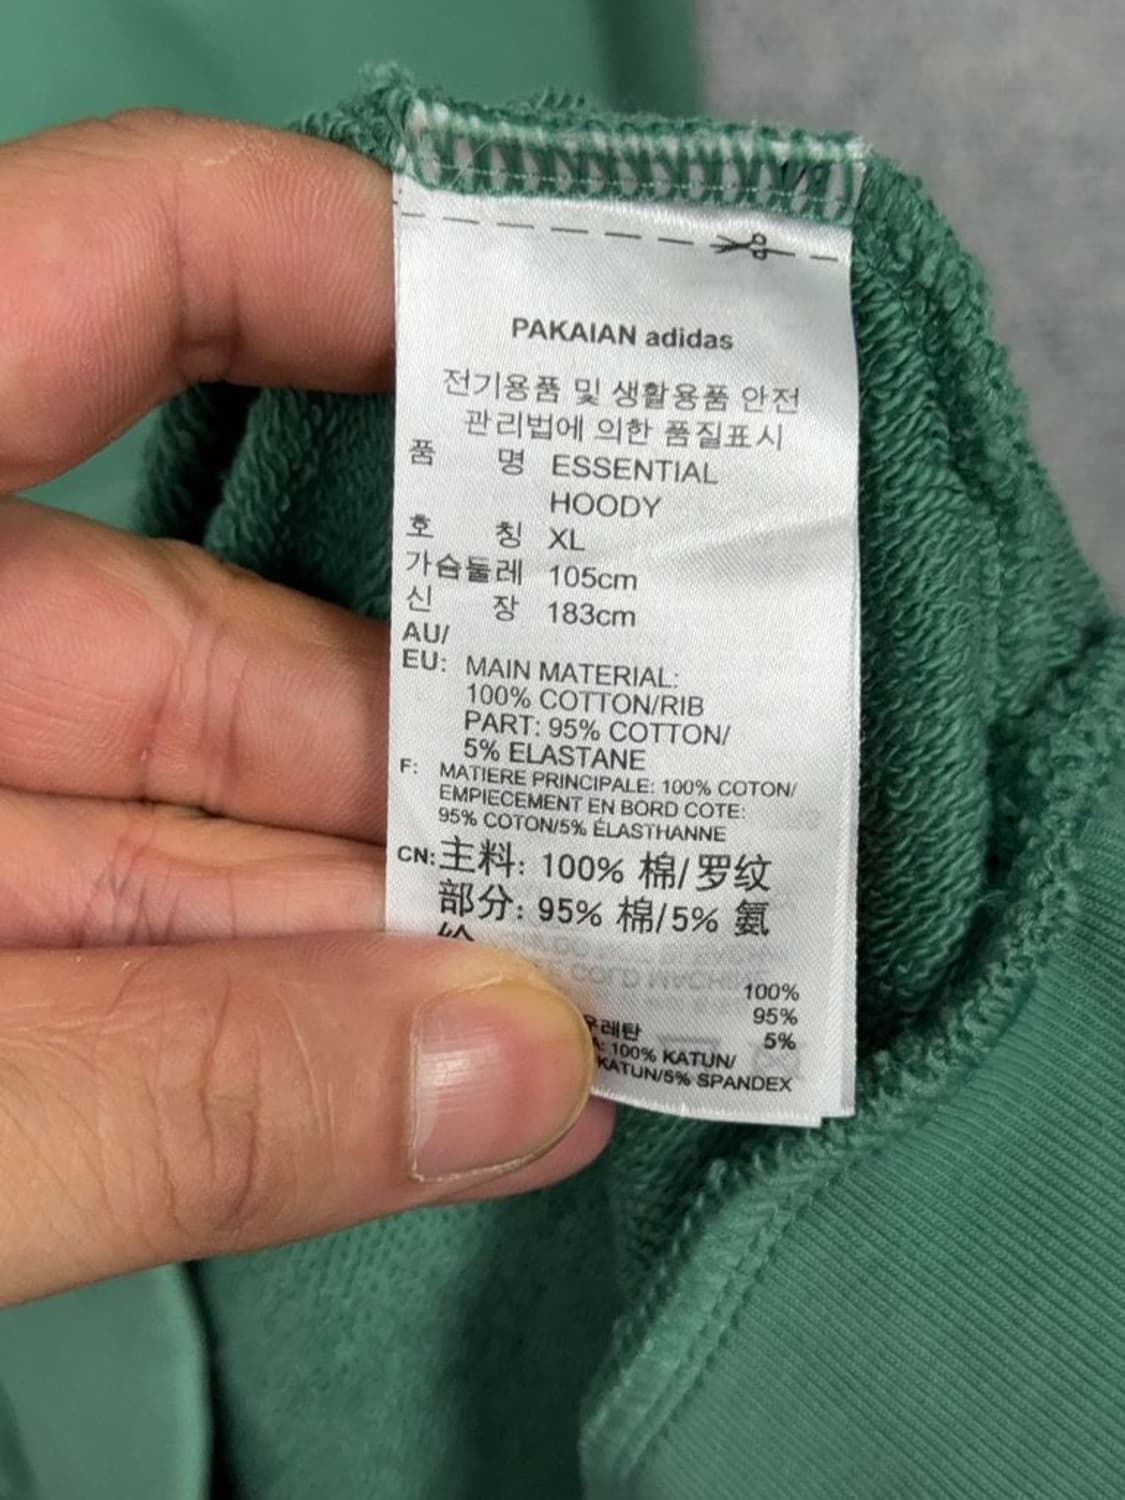 PAKAIAN adidas
전기용품 및 생활용품 안전
관리법에 의한 품질표시
품 명 ESSENTIAL
HOODY
호 칭 XL
가슴둘레 105cm
신 장 183cm
AU/
EU: MAIN MATERIAL:
100% COTTON/RIB
PART: 95% COTTON/
5% ELASTANE
F: MATIERE PRINCIPALE: 100% COTON/
EMPIECEMENT EN BORD COTE:
95% COTON/5% ÉLASTHANNE
CN: 主料: 100% 棉/罗纹
部分: 95% 棉/5% 氨
100%
95%
우레탄 5%
100% KATUN/
KATUN/5% SPANDEX